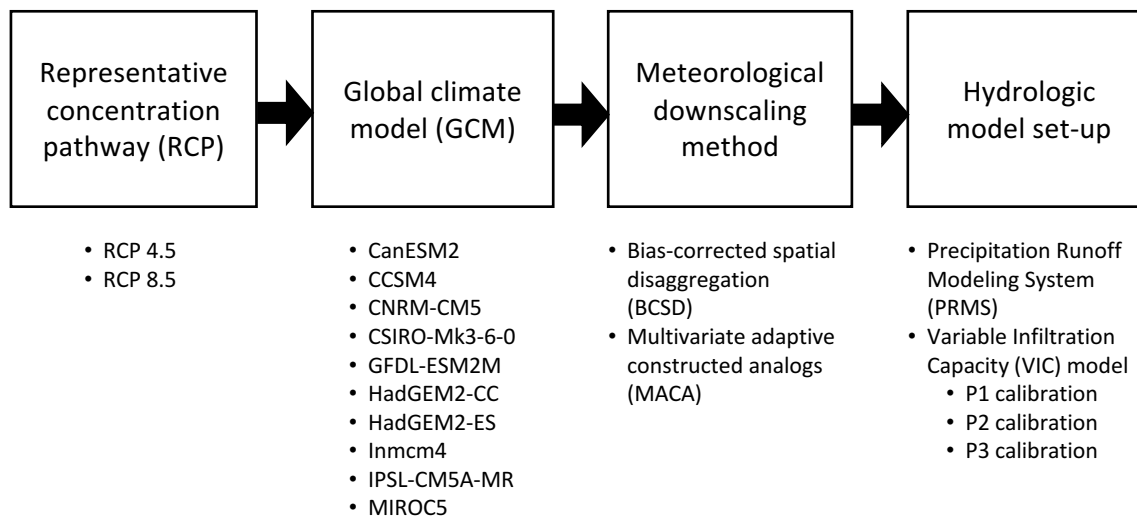 Representative
concentration
pathway (RCP)
Global climate
model (GCM)
Meteorological
downscaling
method
Hydrologic
model set-up
• RCP 4.5
• RCP 8.5
• CanESM2
• CCSM4
• CNRM-CM5
• CSIRO-Mk3-6-0
• GFDL-ESM2M
• HadGEM2-CC
• HadGEM2-ES
• Inmcm4
• IPSL-CM5A-MR
• MIROC5
• Bias-corrected spatial
disaggregation
(BCSD)
• Multivariate adaptive
constructed analogs
(MACA)
• Precipitation Runoff
Modeling System
(PRMS)
• Variable Infiltration
Capacity (VIC) model
• P1 calibration
• P2 calibration
• P3 calibration